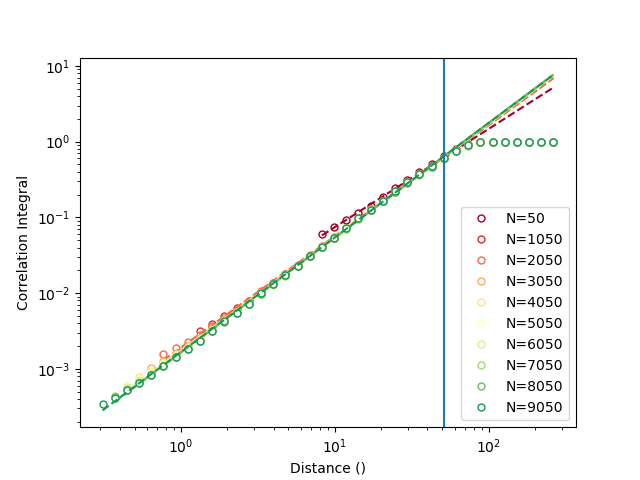 Correlation Integral
10¹
10⁰
10⁻¹
10⁻²
10⁻³
N=50
N=1050
N=2050
N=3050
N=4050
N=5050
N=6050
N=7050
N=8050
N=9050
10⁰ 10¹ 10²
Distance ()